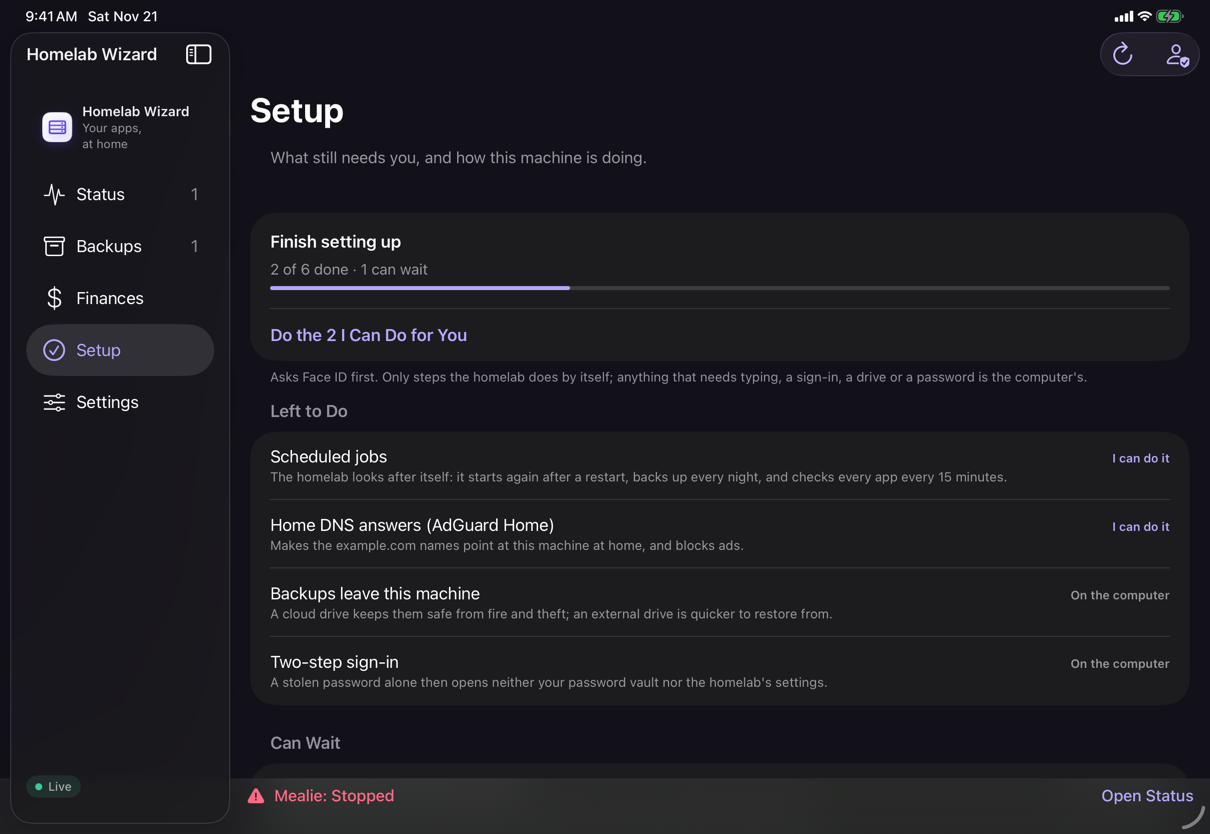 9:41 AM Sat Nov 21
Homelab Wizard
Homelab Wizard
Your apps,
at home
Status 1
Backups 1
Finances
Setup
Settings
Live
Setup
What still needs you, and how this machine is doing.
Finish setting up
2 of 6 done · 1 can wait
Do the 2 I Can Do for You
Asks Face ID first. Only steps the homelab does by itself; anything that needs typing, a sign-in, a drive or a password is the computer's.
Left to Do
Scheduled jobs
I can do it
The homelab looks after itself: it starts again after a restart, backs up every night, and checks every app every 15 minutes.
Home DNS answers (AdGuard Home)
I can do it
Makes the example.com names point at this machine at home, and blocks ads.
Backups leave this machine
On the computer
A cloud drive keeps them safe from fire and theft; an external drive is quicker to restore from.
Two-step sign-in
On the computer
A stolen password alone then opens neither your password vault nor the homelab's settings.
Can Wait
Mealie: Stopped
Open Status